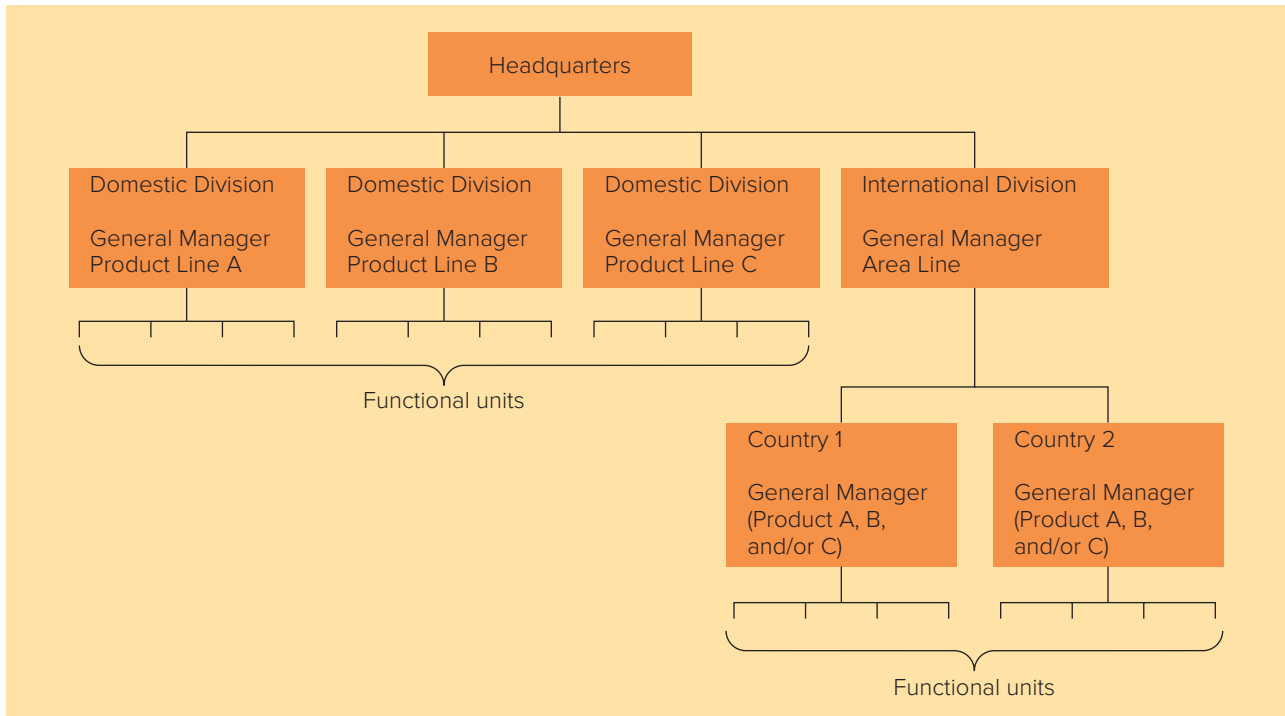 Headquarters
Domestic Division
General Manager
Product Line A
Domestic Division
General Manager
Product Line B
Domestic Division
General Manager
Product Line C
International Division
General Manager
Area Line
Functional units
Country 1
General Manager
(Product A, B,
and/or C)
Country 2
General Manager
(Product A, B,
and/or C)
Functional units